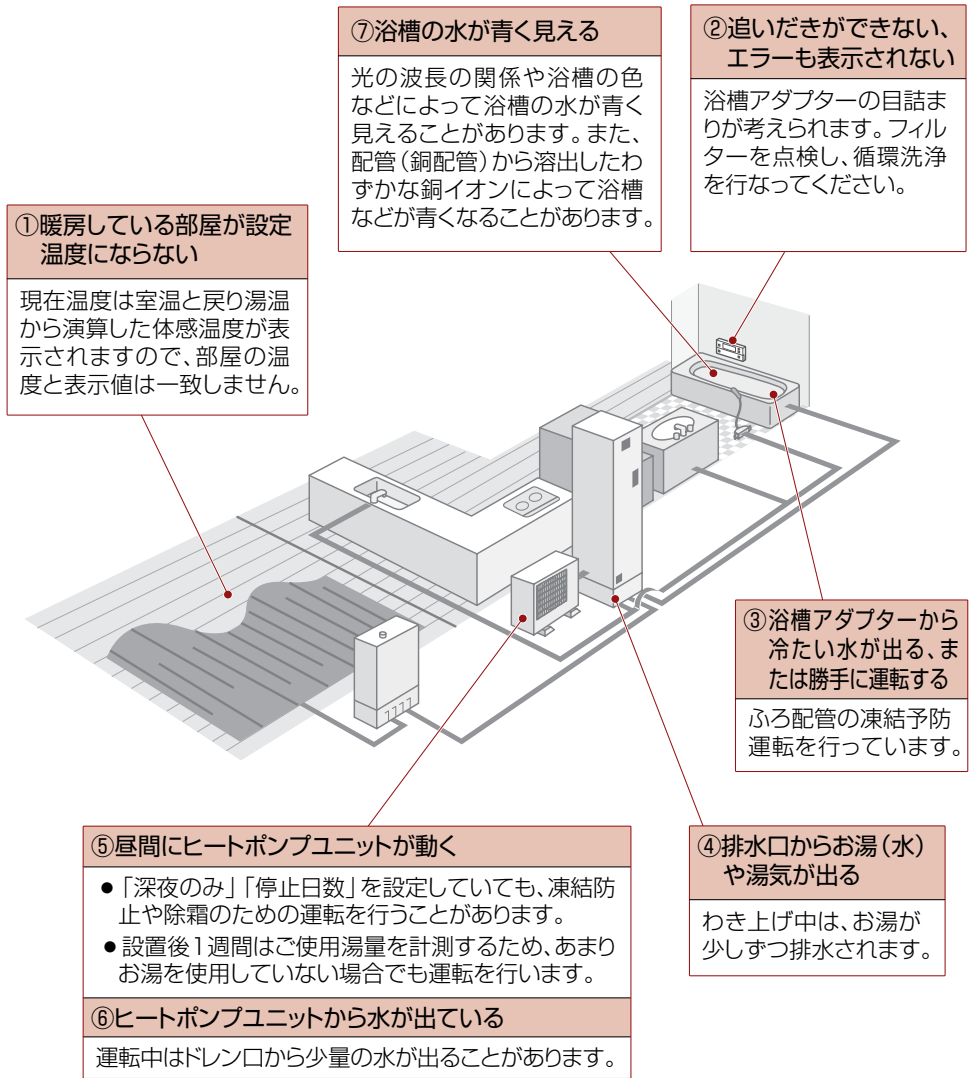 ①暖房している部屋が設定
温度にならない
現在温度は室温と戻り湯温
から演算した体感温度が表
示されますので、部屋の温
度と表示値は一致しません。
⑦浴槽の水が青く見える
光の波長の関係や浴槽の色
などによって浴槽の水が青く
見えることがあります。また、
配管（銅配管）から溶出したわ
ずかな銅イオンによって浴槽
などが青くなることがあります。
②追いだきができない、
エラーも表示されない
浴槽アダプターの目詰ま
りが考えられます。フィル
ターを点検し、循環洗浄
を行なってください。
③浴槽アダプターから
冷たい水が出る、ま
たは勝手に運転する
ふろ配管の凍結予防
運転を行っています。
④排水口からお湯（水）
や湯気が出る
わき上げ中は、お湯が
少しずつ排水されます。
⑤昼間にヒートポンプユニットが動く
●「深夜のみ」「停止日数」を設定していても、凍結防
止や除霜のための運転を行うことがあります。
●設置後1週間はご使用湯量を計測するため、あまり
お湯を使用していない場合でも運転を行います。
⑥ヒートポンプユニットから水が出ている
運転中はドレン口から少量の水が出ることがあります。